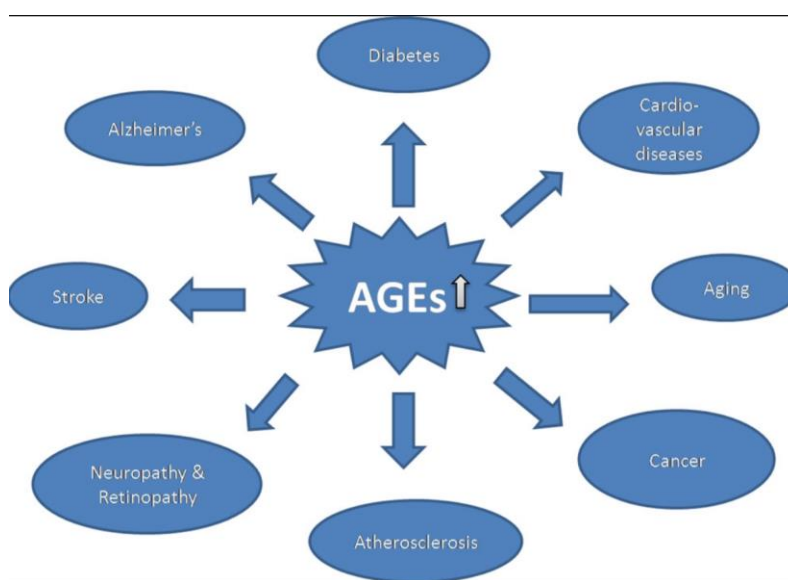 Diabetes
Alzheimer's
Cardio-
vascular
diseases
Stroke
AGEs
Aging
Neuropathy &
Retinopathy
Cancer
Atherosclerosis